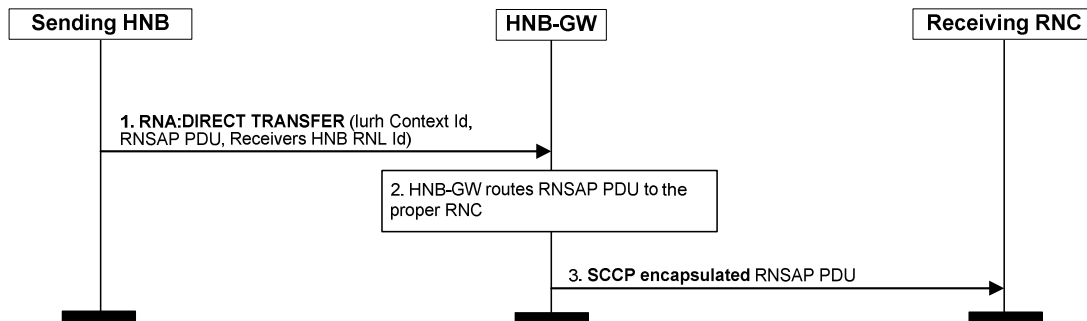 Sending HNB
HNB-GW
Receiving RNC
1. RNA:DIRECT TRANSFER (Iurh Context Id,
RNSAP PDU, Receivers HNB RNL Id)
2. HNB-GW routes RNSAP PDU to the
proper RNC
3. SCCP encapsulated RNSAP PDU